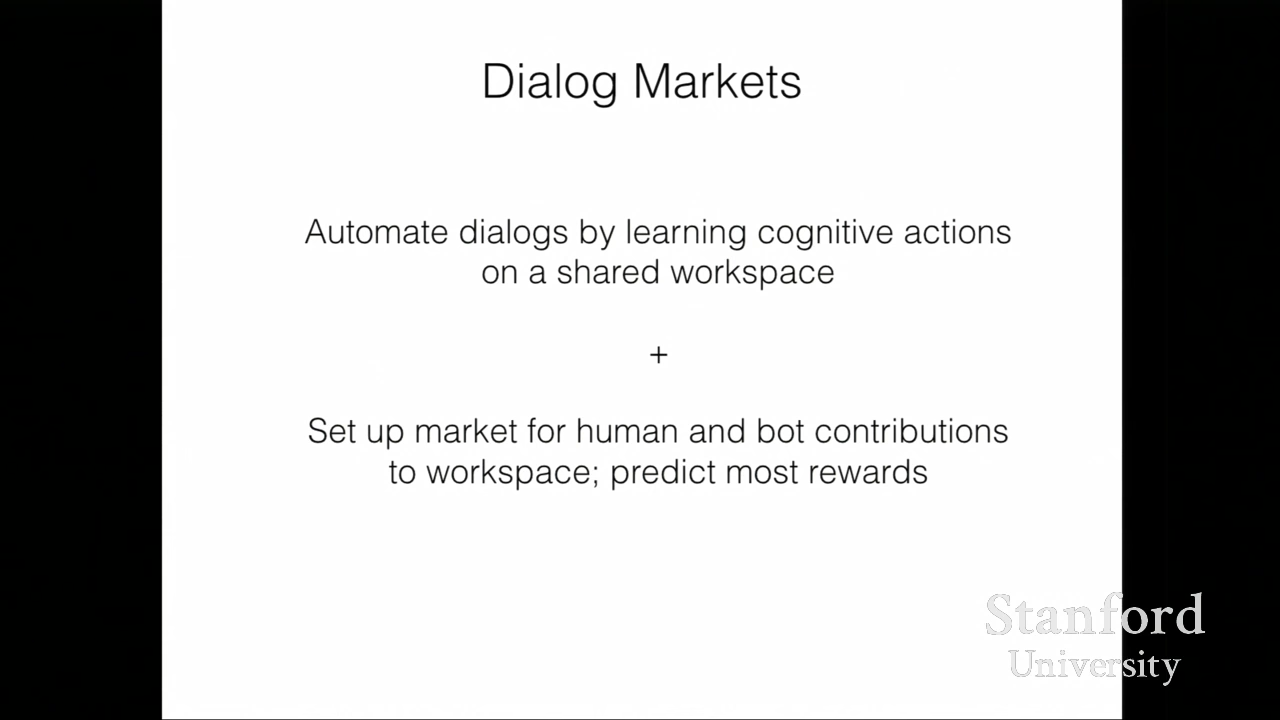 Dialog Markets
Automate dialogs by learning cognitive actions
on a shared workspace
+
Set up market for human and bot contributions
to workspace; predict most rewards
Stanford
University